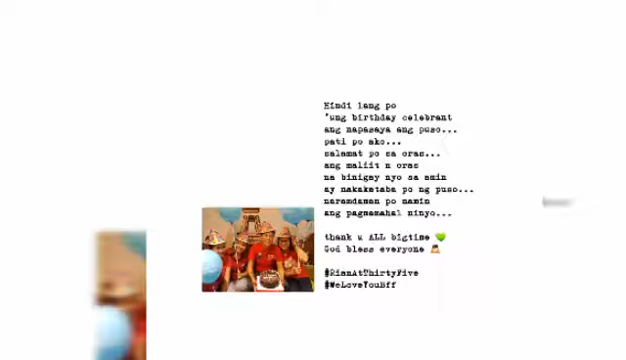 Hindi lang po
'ung birthday celebrant
ang napasaya ang puso...
pati po ako...
salamat po sa oras...
ang maliit n oras
na binigay nyo sa amin
ay nakakataba po ng puso...
naramdaman po namin
ang pagmamahal ninyo...
thank u ALL bigtime 💚
God bless everyone 🙏
#RianAtThirtyFive
#WeLoveYouBff